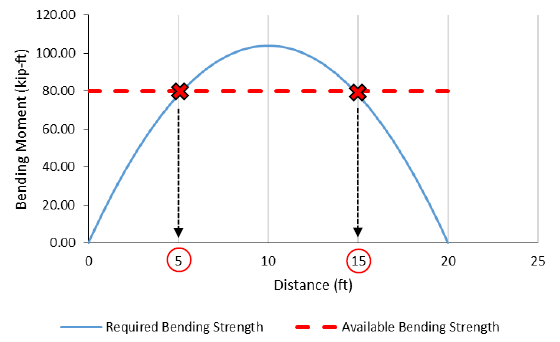 Bending Moment (kip-ft)
120.00
100.00
80.00
60.00
40.00
20.00
0.00
0 5 10 15 20 25
Distance (ft)
Required Bending Strength Available Bending Strength